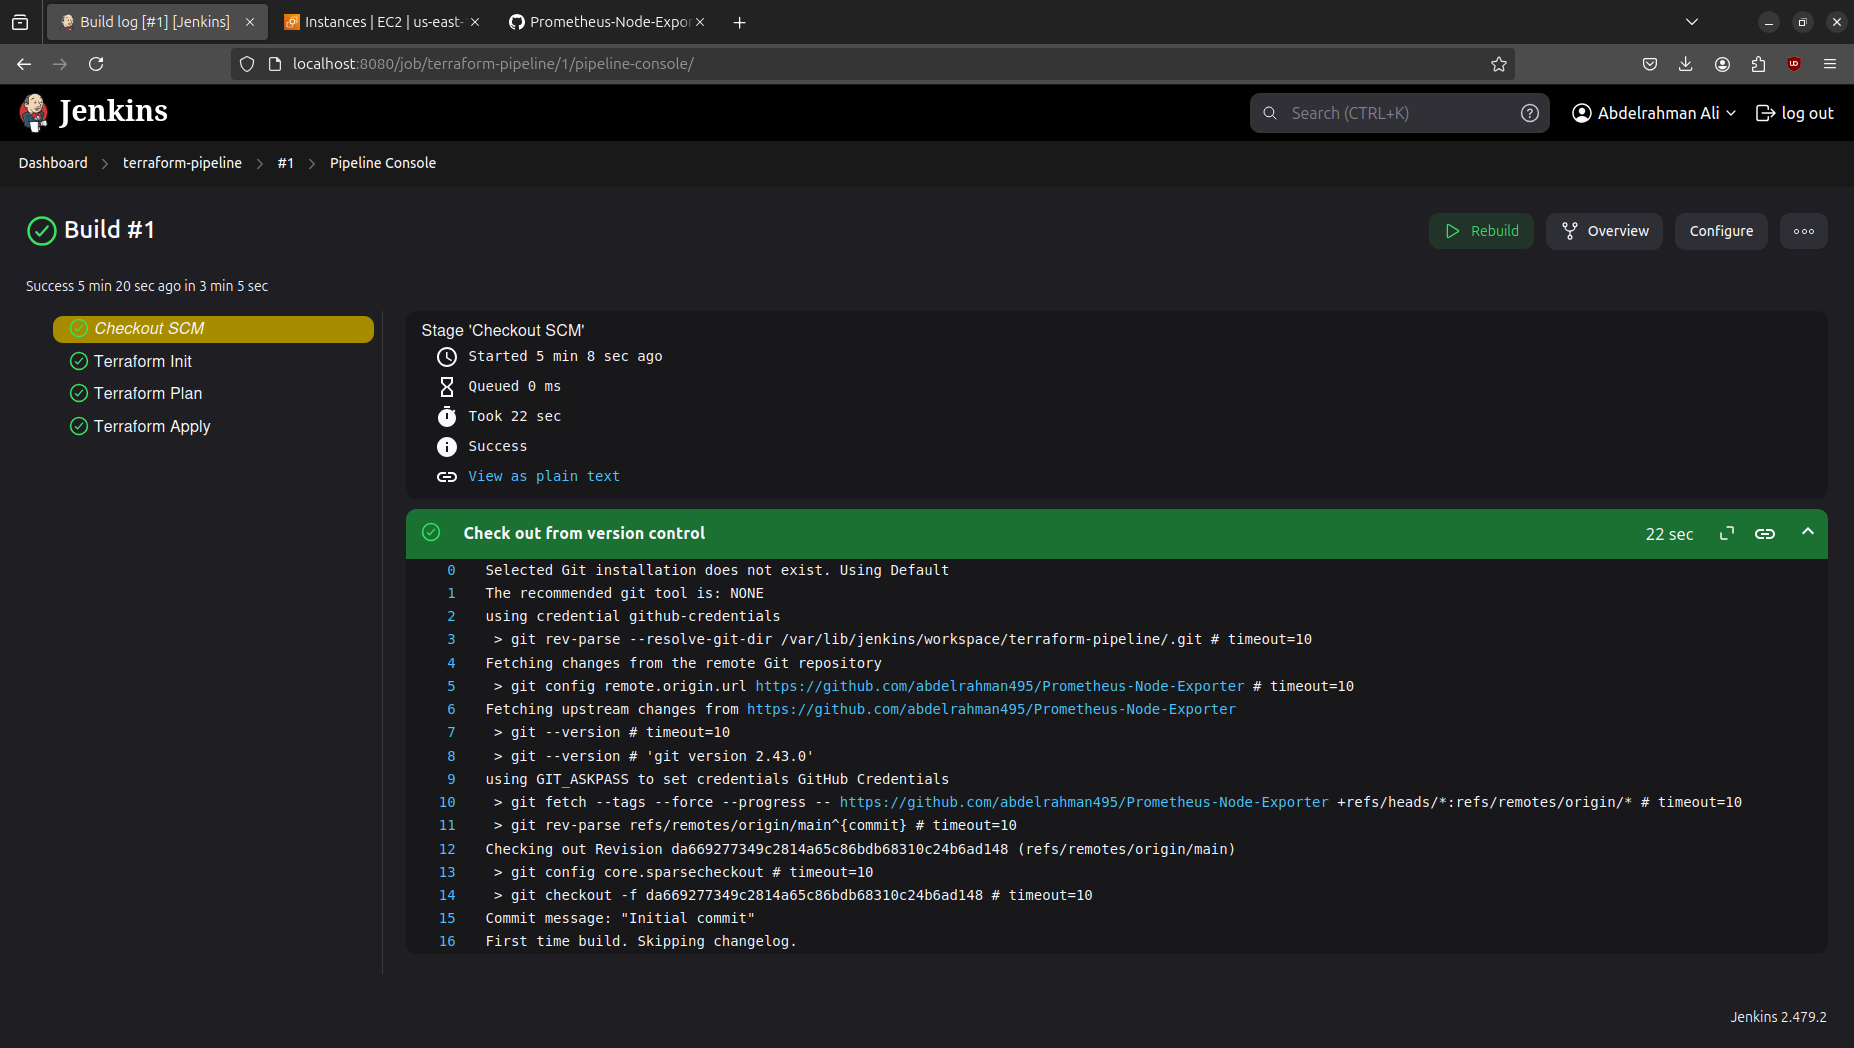 Build log [#1] [Jenkins]
Instances | EC2 | us-east-
Prometheus-Node-Expor
localhost:8080/job/terraform-pipeline/1/pipeline-console/
Jenkins
Search (CTRL+K)
Abdelrahman Ali
log out
Dashboard
terraform-pipeline
#1
Pipeline Console
Build #1
Rebuild
Overview
Configure
Success 5 min 20 sec ago in 3 min 5 sec
Checkout SCM
Terraform Init
Terraform Plan
Terraform Apply
Stage 'Checkout SCM'
Started 5 min 8 sec ago
Queued 0 ms
Took 22 sec
Success
View as plain text
Check out from version control
22 sec
0 Selected Git installation does not exist. Using Default
1 The recommended git tool is: NONE
2 using credential github-credentials
3 > git rev-parse --resolve-git-dir /var/lib/jenkins/workspace/terraform-pipeline/.git # timeout=10
4 Fetching changes from the remote Git repository
5 > git config remote.origin.url https://github.com/abdelrahman495/Prometheus-Node-Exporter # timeout=10
6 Fetching upstream changes from https://github.com/abdelrahman495/Prometheus-Node-Exporter
7 > git --version # timeout=10
8 > git --version # 'git version 2.43.0'
9 using GIT_ASKPASS to set credentials GitHub Credentials
10 > git fetch --tags --force --progress -- https://github.com/abdelrahman495/Prometheus-Node-Exporter +refs/heads/*:refs/remotes/origin/* # timeout=10
11 > git rev-parse refs/remotes/origin/main^{commit} # timeout=10
12 Checking out Revision da669277349c2814a65c86bdb68310c24b6ad148 (refs/remotes/origin/main)
13 > git config core.sparsecheckout # timeout=10
14 > git checkout -f da669277349c2814a65c86bdb68310c24b6ad148 # timeout=10
15 Commit message: "Initial commit"
16 First time build. Skipping changelog.
Jenkins 2.479.2